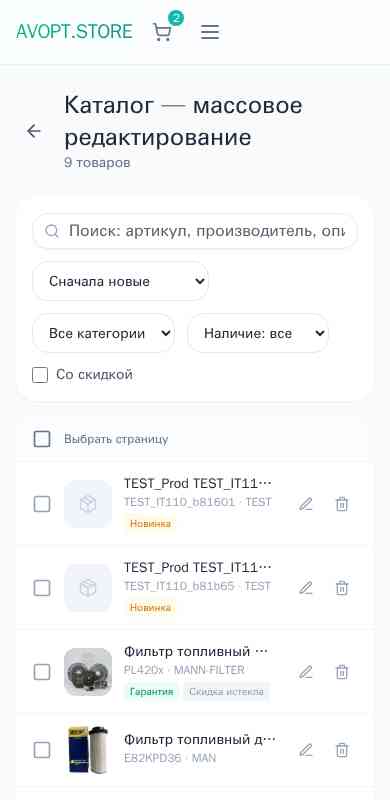 AVOPT.STORE
2
Каталог — массовое
редактирование
9 товаров
Поиск: артикул, производитель, опи
Сначала новые
Все категории
Наличие: все
Со скидкой
Выбрать страницу
TEST_Prod TEST_IT11···
TEST_IT110_b81601 · TEST
Новинка
TEST_Prod TEST_IT11···
TEST_IT110_b81b65 · TEST
Новинка
Фильтр топливный ···
PL420x · MANN-FILTER
Гарантия Скидка истекла
Фильтр топливный д···
E82KPD36 · MAN